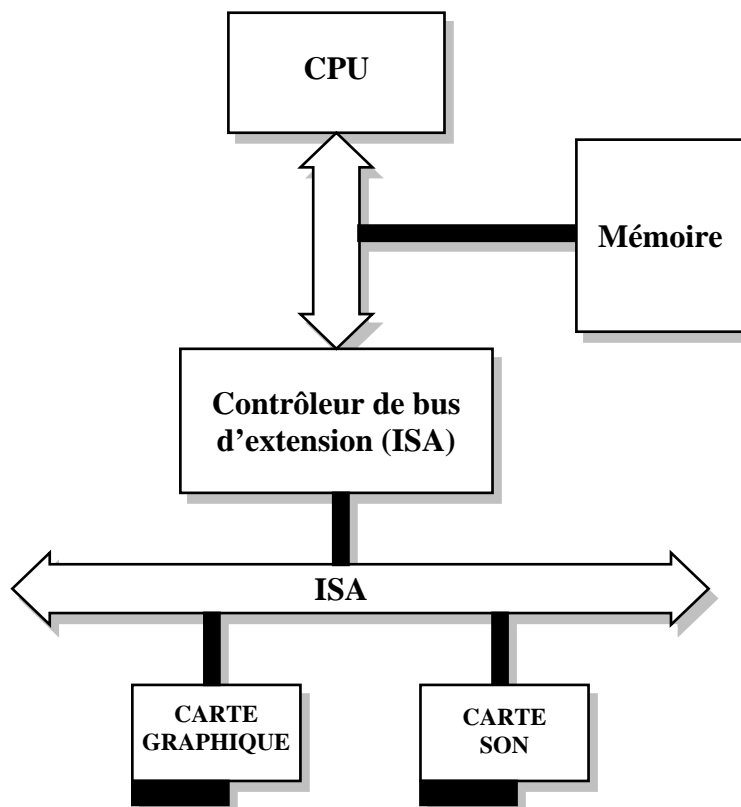 CPU
Mémoire
Contrôleur de bus
d’extension (ISA)
ISA
CARTE
GRAPHIQUE
CARTE
SON